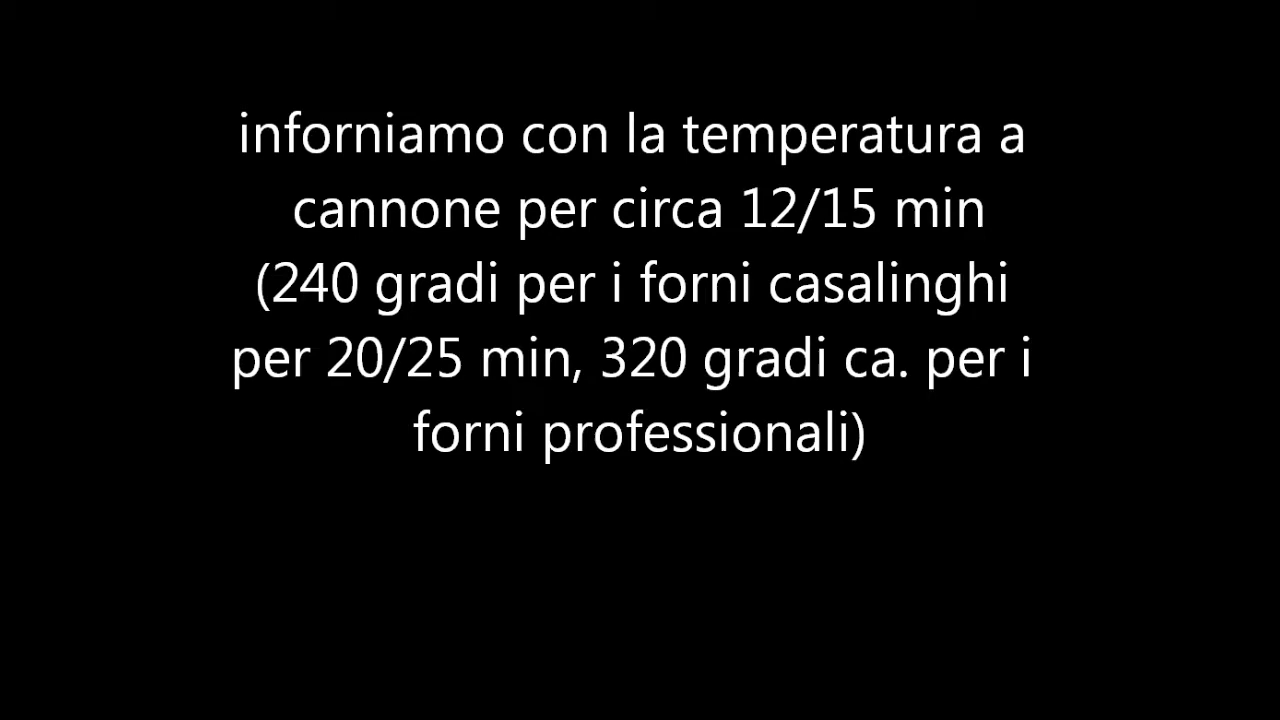 inforniamo con la temperatura a
cannone per circa 12/15 min
(240 gradi per i forni casalinghi
per 20/25 min, 320 gradi ca. per i
forni professionali)